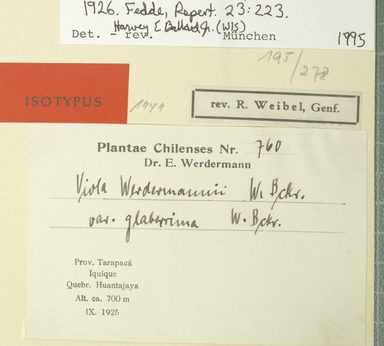 1926. Fedde, Repert. 23:223.
Harvey E Ballard Jr. (WIS)
Det. - rev. München 1995
195/278
ISOTYPUS
1949
rev. R. Weibel, Genf.
Plantae Chilenses Nr. 760
Dr. E. Werdermann
Viola Werdermannii W. Bckr.
var. glaberrima W. Bckr.
Prov. Tarapacá
Iquique
Quebr. Huantajaya
Alt. ca. 700 m
IX. 1925